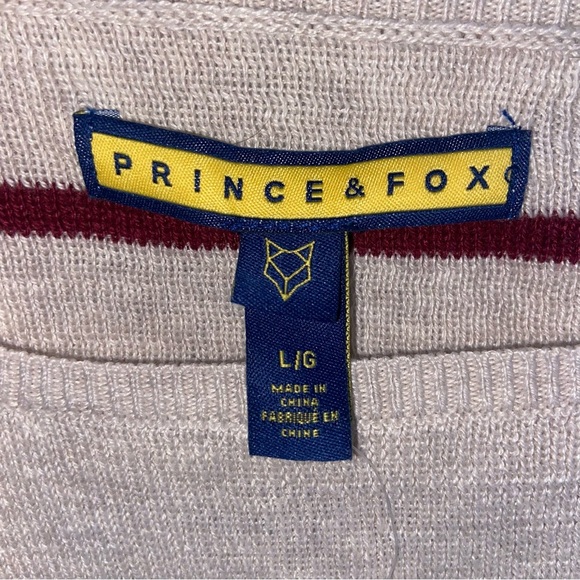 PRINCE & FOX
L/G
MADE IN
CHINA
FABRIQUÉ EN
CHINE